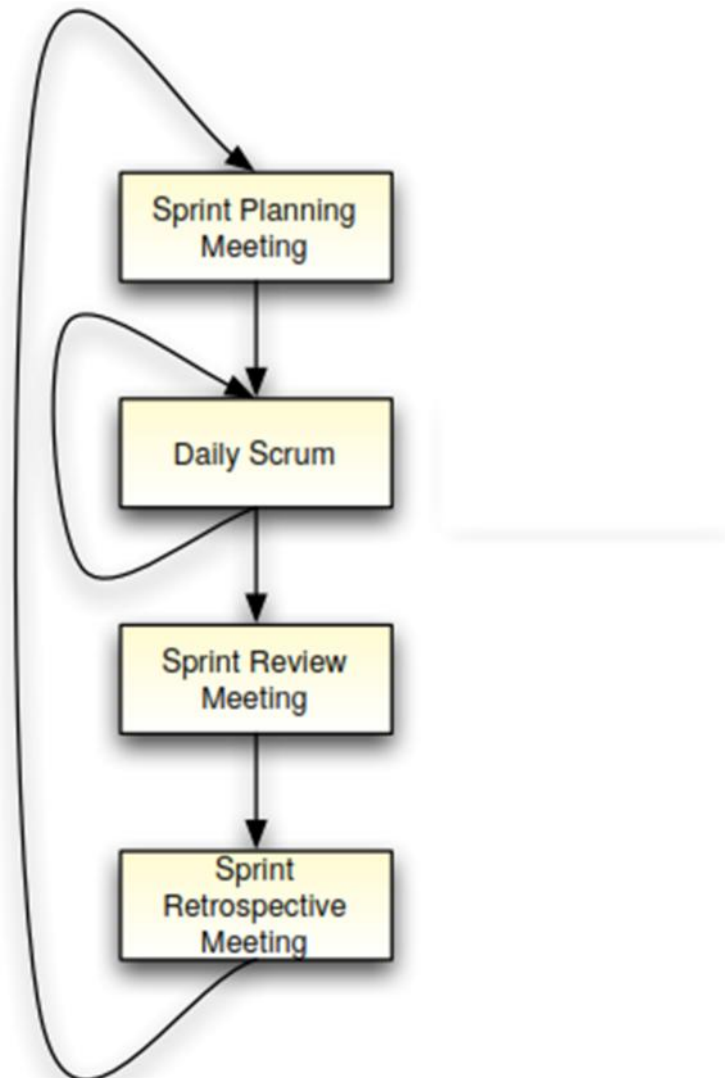 Sprint Planning
Meeting
Daily Scrum
Sprint Review
Meeting
Sprint
Retrospective
Meeting